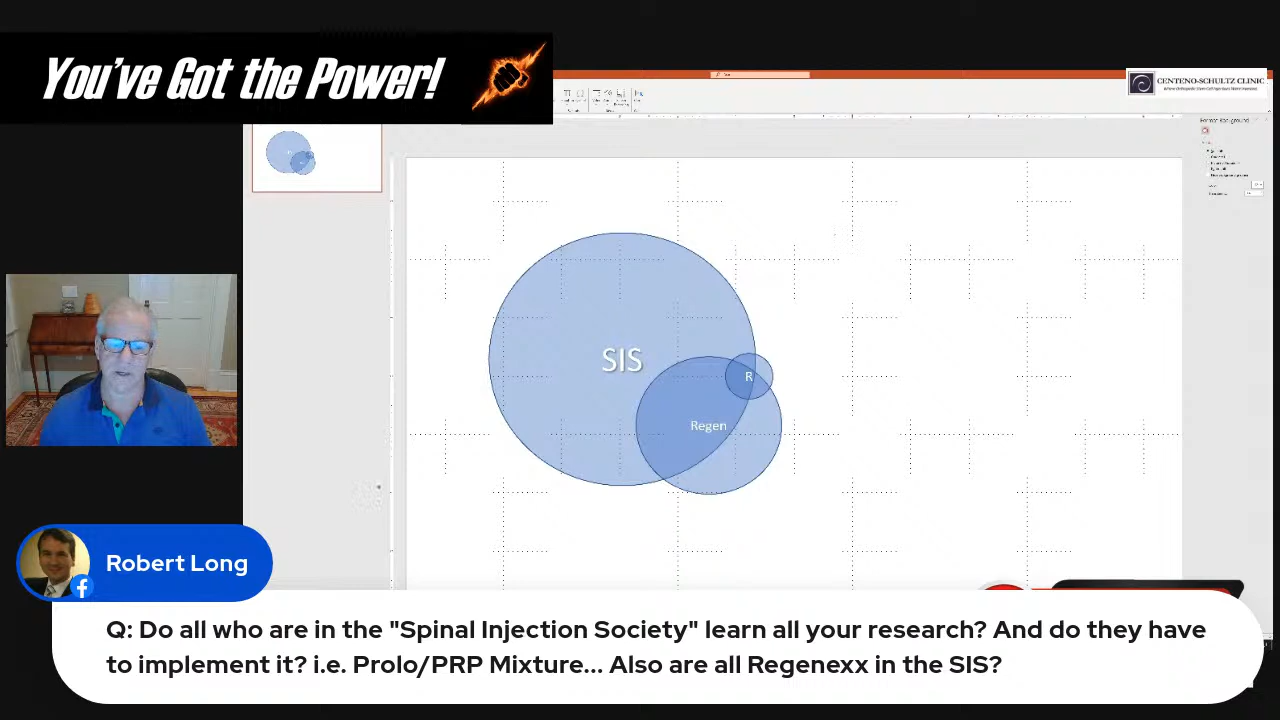 You've Got the Power!
CENTENO-SCHULTZ CLINIC
Format Background
SIS
R
Regen
Robert Long
Q: Do all who are in the "Spinal Injection Society" learn all your research? And do they have
to implement it? i.e. Prolo/PRP Mixture... Also are all Regenexx in the SIS?